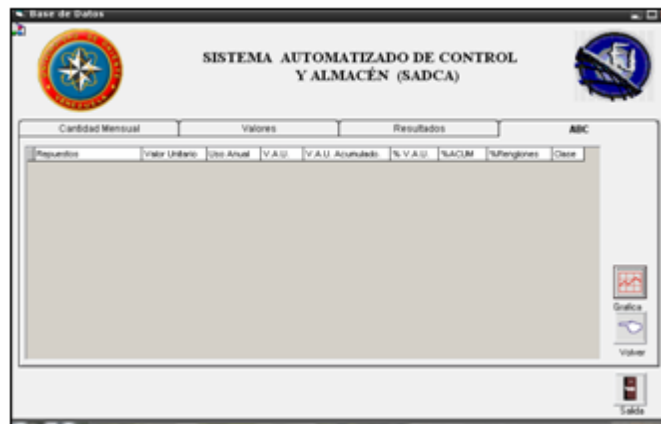 Base de Datos
SISTEMA AUTOMATIZADO DE CONTROL
Y ALMACÉN (SADCA)
Cantidad Mensual Valores Resultados ABC
Repuestos Valor Unitario Uso Anual V.A.U. V.A.U. Acumulado % V.A.U. %ACUM %Renglones Clase
Grafica
Volver
Salida